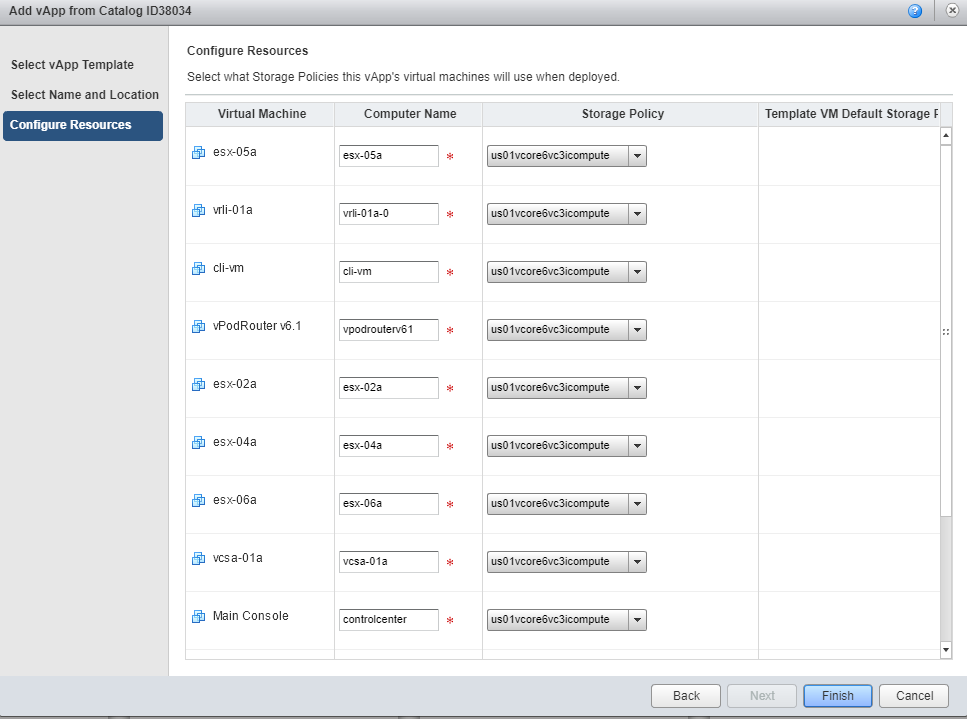 Add vApp from Catalog ID38034
?
Select vApp Template
Select Name and Location
Configure Resources
Configure Resources
Select what Storage Policies this vApp's virtual machines will use when deployed.
Virtual Machine Computer Name Storage Policy Template VM Default Storage P
esx-05a esx-05a * us01vcore6vc3icompute
vrli-01a vrli-01a-0 * us01vcore6vc3icompute
cli-vm cli-vm * us01vcore6vc3icompute
vPodRouter v6.1 vpodrouterv61 * us01vcore6vc3icompute
esx-02a esx-02a * us01vcore6vc3icompute
esx-04a esx-04a * us01vcore6vc3icompute
esx-06a esx-06a * us01vcore6vc3icompute
vcsa-01a vcsa-01a * us01vcore6vc3icompute
Main Console controlcenter * us01vcore6vc3icompute
Back Next Finish Cancel